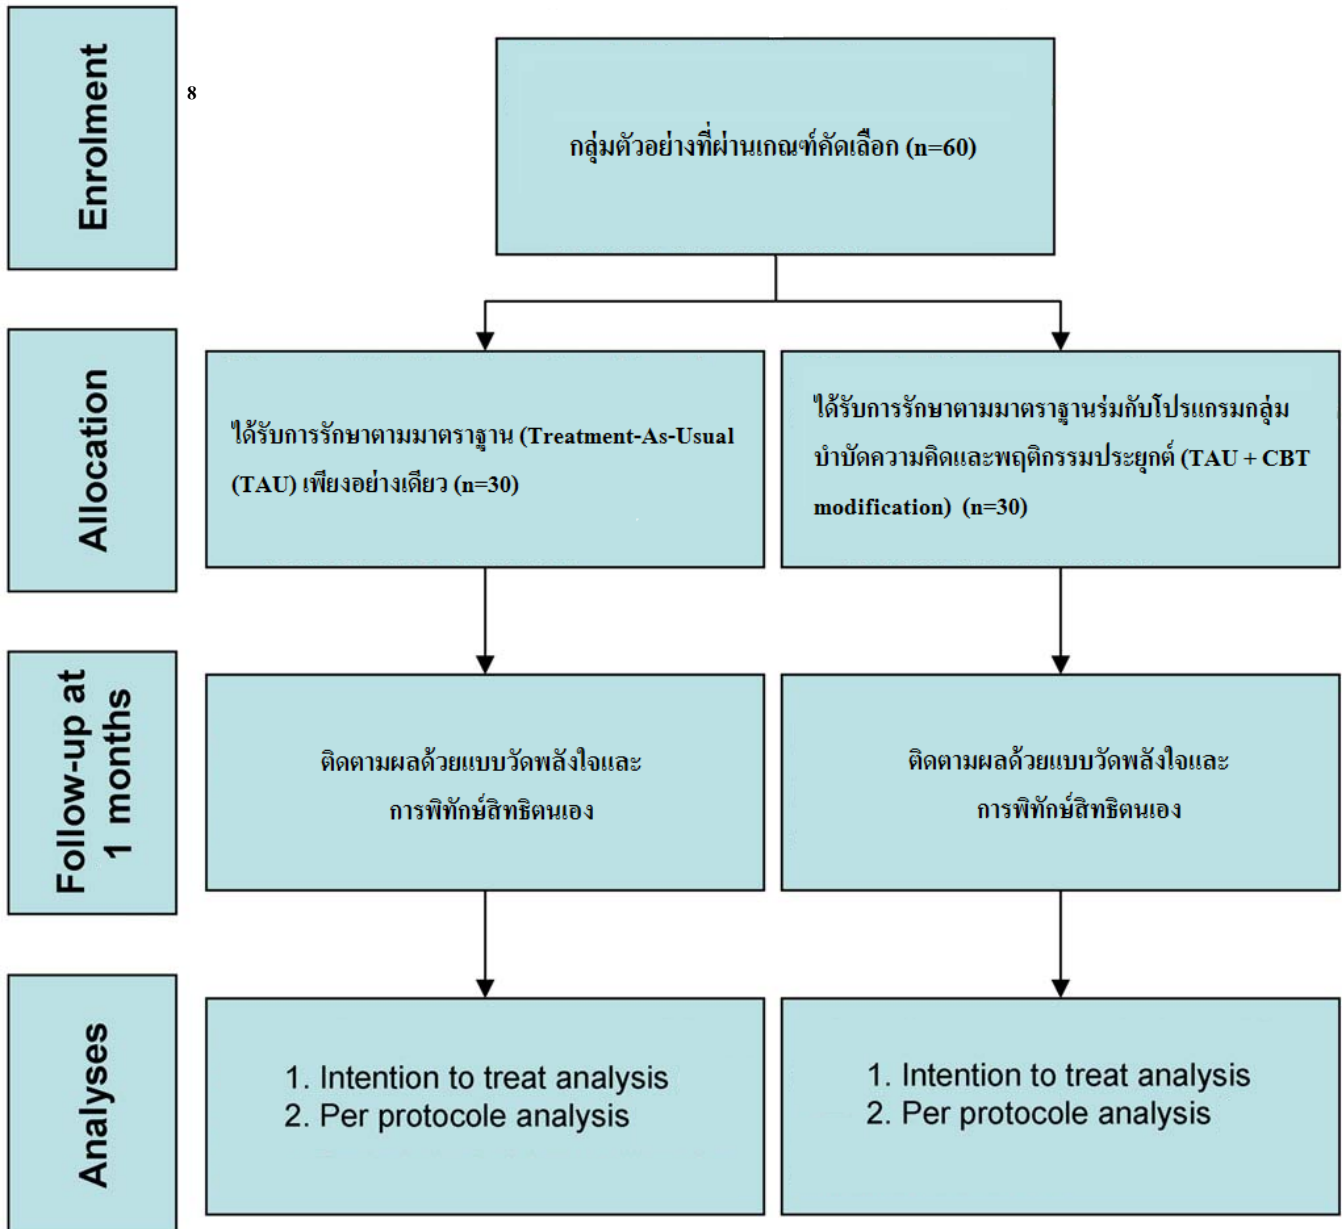 Enrolment
8
กลุ่มตัวอย่างที่ผ่านเกณฑ์คัดเลือก (n=60)
Allocation
ได้รับการรักษาตามมาตราฐาน (Treatment-As-Usual
(TAU) เพียงอย่างเดียว (n=30)
ได้รับการรักษาตามมาตราฐานร่มกับโปรแกรมกลุ่ม
บำบัดความคิดและพฤติกรรมประยุกต์ (TAU + CBT
modification) (n=30)
Follow-up at
1 months
ติดตามผลด้วยแบบวัดพลังใจและ
การพิทักษ์สิทธิตนเอง
ติดตามผลด้วยแบบวัดพลังใจและ
การพิทักษ์สิทธิตนเอง
Analyses
1. Intention to treat analysis
2. Per protocole analysis
1. Intention to treat analysis
2. Per protocole analysis